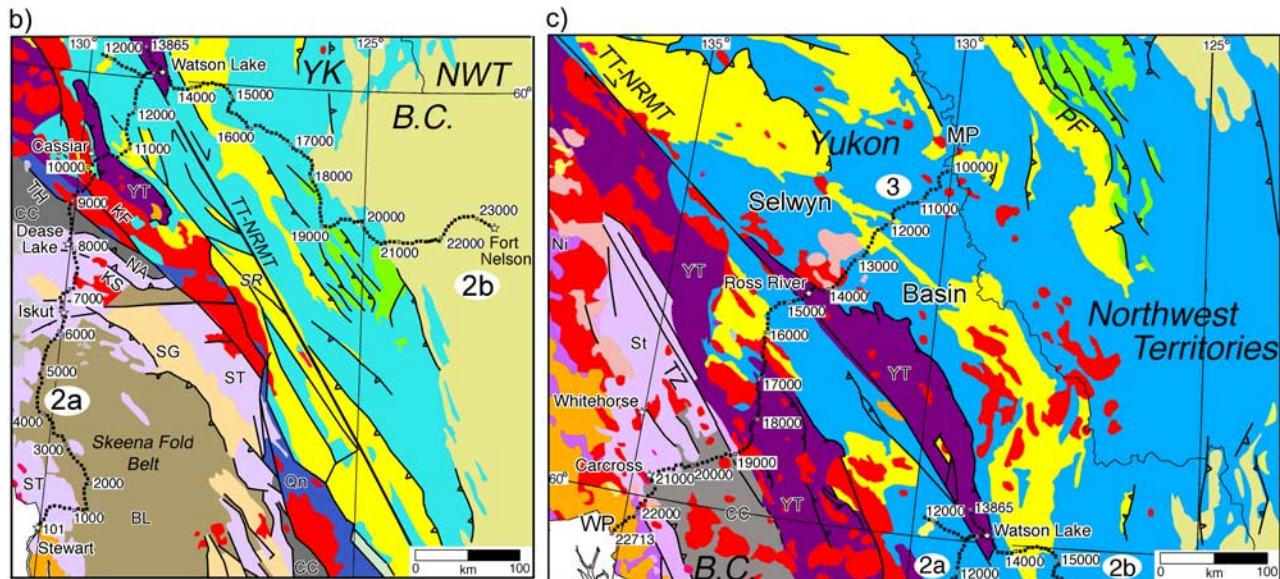 b)
130°
12000
13865
125°
Watson Lake
YK
NWT
60°
14000
15000
B.C.
12000
16000
17000
Cassiar
11000
10000
18000
YT
TH
9000
KF
CC
TT-NRMT
20000
23000
Dease
Lake
19000
Fort
Nelson
8000
21000
22000
NA
KS
SR
2b
7000
Iskut
6000
SG
ST
5000
2a
4000
Skeena Fold
Belt
3000
2000
ST
Qn
1000
BL
101
Stewart
CC
0
km
100
c)
135°
130°
125°
TT-NRMT
PF
Yukon
MP
10000
3
11000
Selwyn
12000
Ni
13000
YT
Ross River
14000
Basin
15000
16000
Northwest
Territories
St
YT
TZ
17000
Whitehorse
18000
Carcross
19000
20000
21000
60°
22000
YT
CC
12000
13865
WP
Watson Lake
22713
B.C.
2a
12000
14000
2b
15000
0
km
100